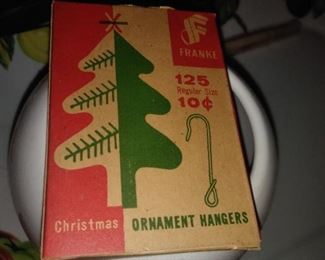 FRANKE
125
Regular Size
10¢
Christmas ORNAMENT HANGERS